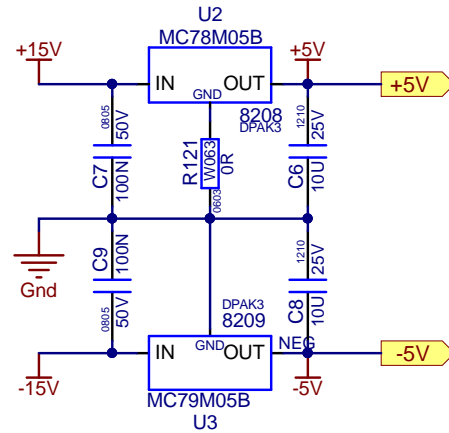 U2
MC78M05B
+15V
+5V
IN
OUT
GND
+5V
8208
DPAK3
0805
50V
C7
100N
R121
W063
0R
0603
1210
25V
C6
10U
Gnd
C9
100N
0805
50V
DPAK3
8209
1210
25V
C8
10U
IN
GND
OUT
NEG
-5V
-15V
-5V
MC79M05B
U3